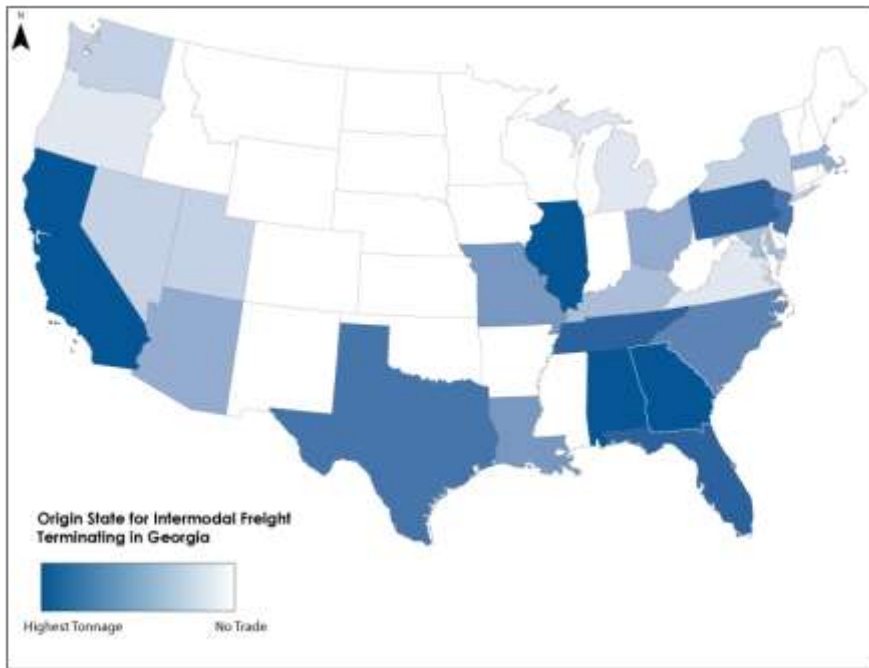 N
Origin State for Intermodal Freight
Terminating in Georgia
Highest Tonnage
No Trade